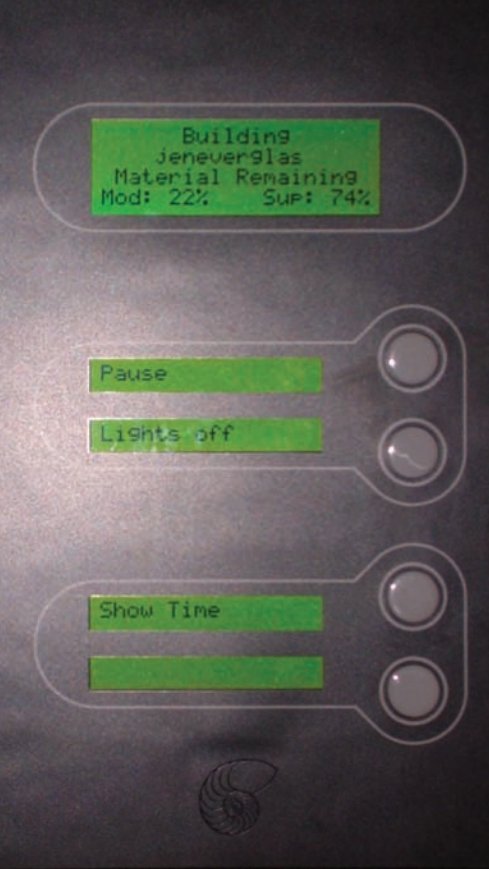 Building
jeneverglas
Material Remaining
Mod: 22% Sup: 74%
Pause
Lights off
Show Time